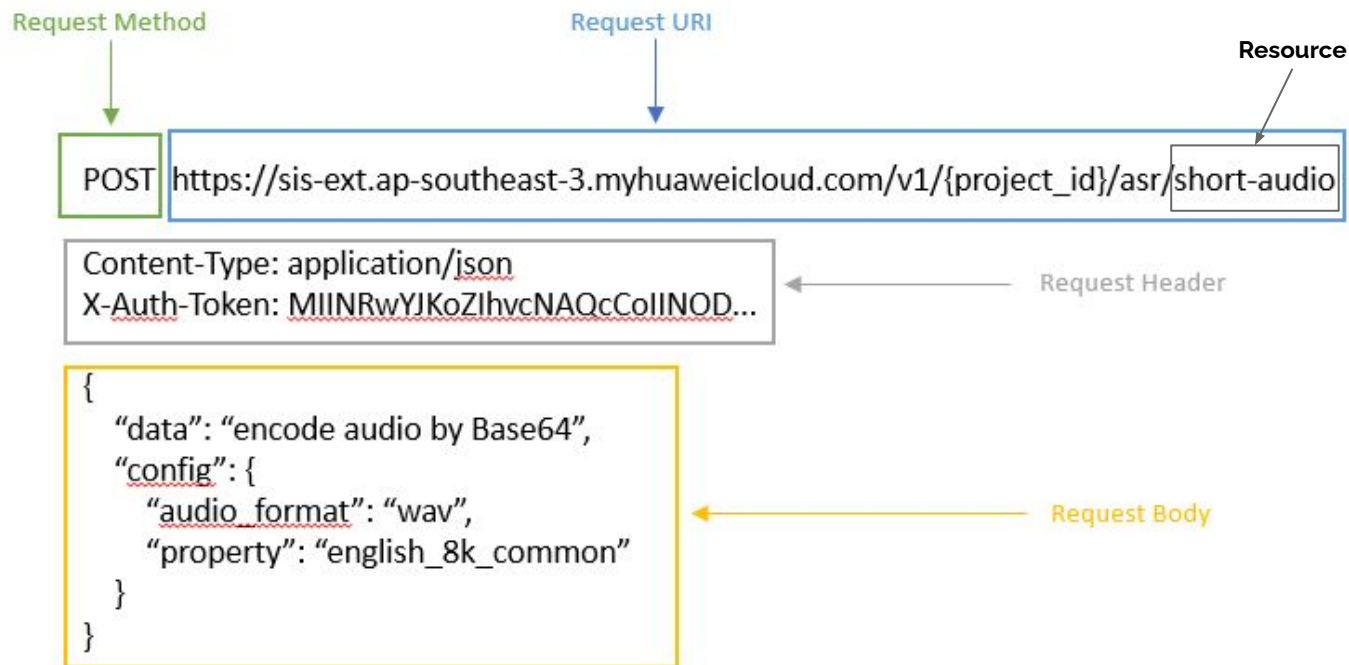 Request Method
Request URI
Resource
POST https://sis-ext.ap-southeast-3.myhuaweicloud.com/v1/{project_id}/asr/short-audio
Content-Type: application/json
X-Auth-Token: MIINRwYJKoZIhvcNAQcCoIINOD...
Request Header
{
“data”: “encode audio by Base64”,
“config”: {
“audio_format”: “wav”,
“property”: “english_8k_common”
}
}
Request Body